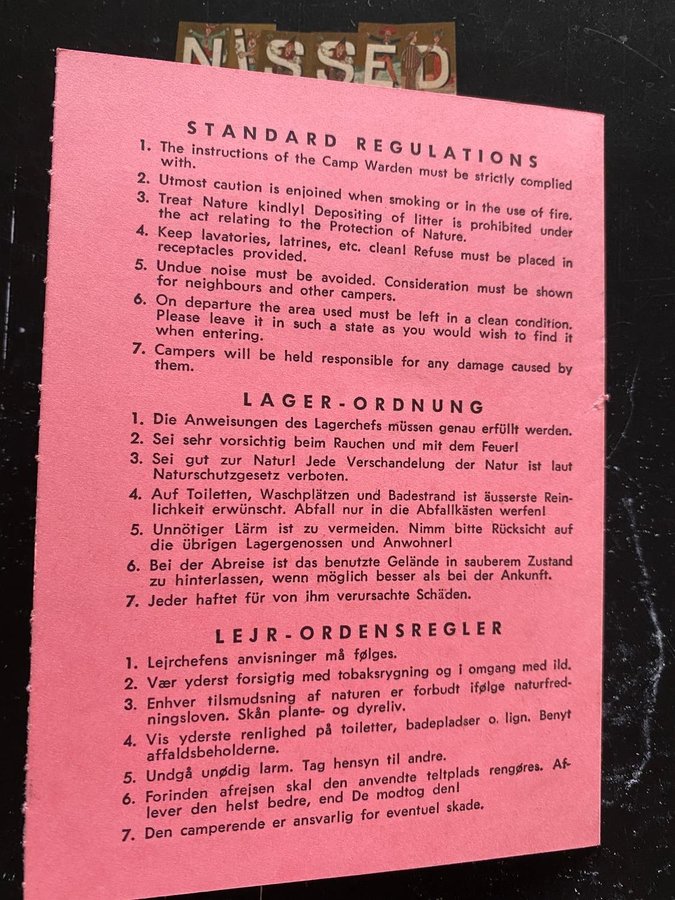 NiSSED
STANDARD REGULATIONS
1. The instructions of the Camp Warden must be strictly complied
with.
2. Utmost caution is enjoined when smoking or in the use of fire.
3. Treat Nature kindly! Depositing of litter is prohibited under
the act relating to the Protection of Nature.
4. Keep lavatories, latrines, etc. clean! Refuse must be placed in
receptacles provided.
5. Undue noise must be avoided. Consideration must be shown
for neighbours and other campers.
6. On departure the area used must be left in a clean condition.
Please leave it in such a state as you would wish to find it
when entering.
7. Campers will be held responsible for any damage caused by
them.
LAGER-ORDNUNG
1. Die Anweisungen des Lagerchefs müssen genau erfüllt werden.
2. Sei sehr vorsichtig beim Rauchen und mit dem Feuer!
3. Sei gut zur Natur! Jede Verschandelung der Natur ist laut
Naturschutzgesetz verboten.
4. Auf Toiletten, Waschplätzen und Badestrand ist äusserste Rein-
lichkeit erwünscht. Abfall nur in die Abfallkästen werfen!
5. Unnötiger Lärm ist zu vermeiden. Nimm bitte Rücksicht auf
die übrigen Lagergenossen und Anwohner!
6. Bei der Abreise ist das benutzte Gelände in sauberem Zustand
zu hinterlassen, wenn möglich besser als bei der Ankunft.
7. Jeder haftet für von ihm verursachte Schäden.
LEJR-ORDENSREGLER
1. Lejrchefens anvisninger må følges.
2. Vær yderst forsigtig med tobaksrygning og i omgang med ild.
3. Enhver tilsmudsning af naturen er forbudt ifølge naturfred-
ningsloven. Skån plante- og dyreliv.
4. Vis yderste renlighed på toiletter, badepladser o. lign. Benyt
affaldsbeholderne.
5. Undgå unødig larm. Tag hensyn til andre.
6. Forinden afrejsen skal den anvendte teltplads rengøres. Af-
lever den helst bedre, end De modtog den!
7. Den camperende er ansvarlig for eventuel skade.